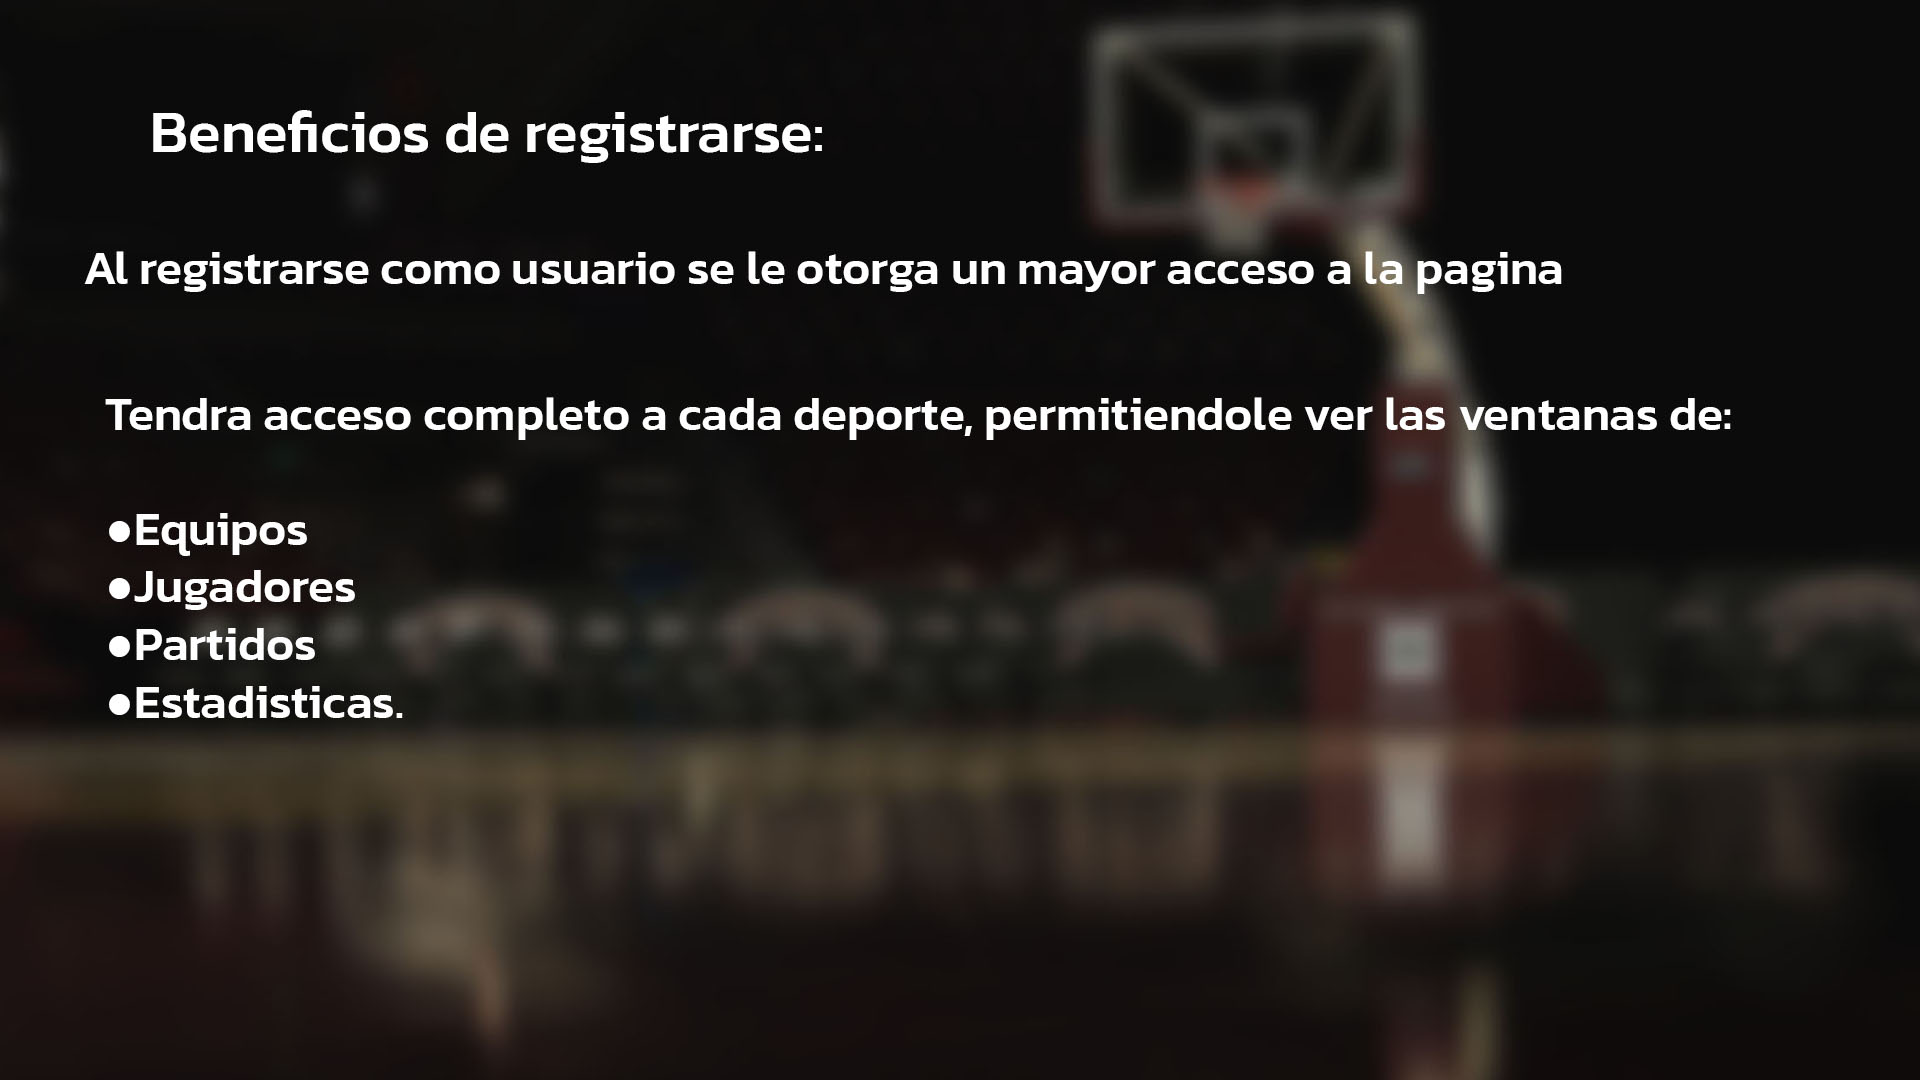 Beneficios de registrarse:
Al registrarse como usuario se le otorga un mayor acceso a la pagina
Tendra acceso completo a cada deporte, permitiendole ver las ventanas de:
●Equipos
●Jugadores
●Partidos
●Estadisticas.